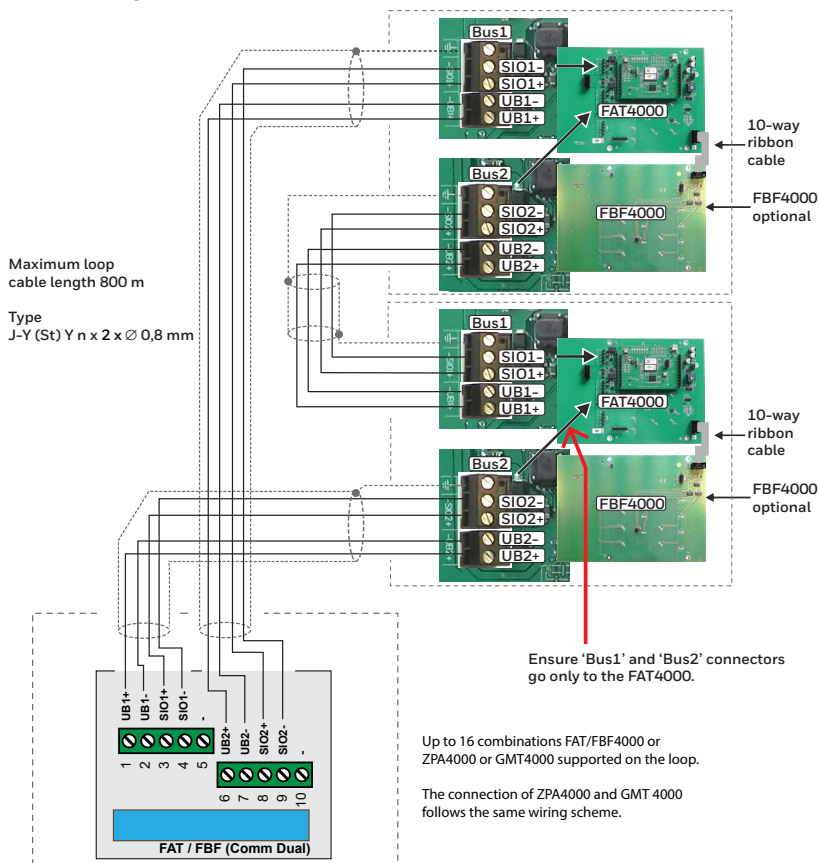 Bus1
SIO1-
SIO1+
UB1-
UB1+
FAT4000
10-way
ribbon
cable
Bus2
SIO2-
SIO2+
UB2-
UB2+
FBF4000
FBF4000
optional
Maximum loop
cable length 800 m
Type
J-Y (St) Y n x 2 x ∅ 0,8 mm
Bus1
SIO1-
SIO1+
UB1-
UB1+
FAT4000
10-way
ribbon
cable
Bus2
SIO2-
SIO2+
UB2-
UB2+
FBF4000
FBF4000
optional
Ensure ‘Bus1’ and ‘Bus2’ connectors
go only to the FAT4000.
UB1+
UB1-
SIO1+
SIO1-
-
1 2 3 4 5
UB2+
UB2-
SIO2+
SIO2-
-
6 7 8 9 10
FAT / FBF (Comm Dual)
Up to 16 combinations FAT/FBF4000 or
ZPA4000 or GMT4000 supported on the loop.
The connection of ZPA4000 and GMT 4000
follows the same wiring scheme.